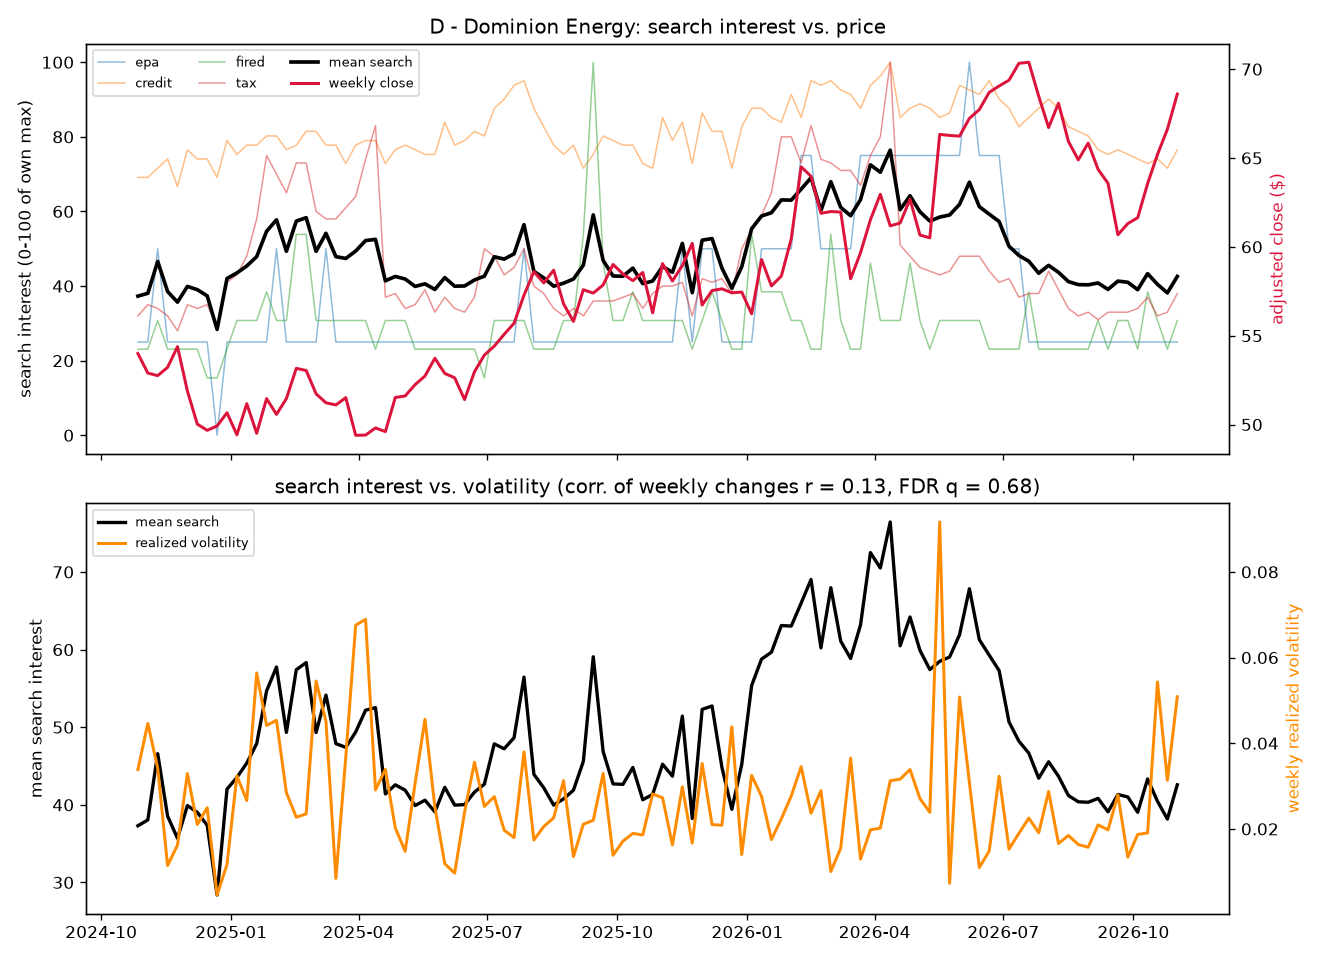 D - Dominion Energy: search interest vs. price
epa
credit
fired
tax
mean search
weekly close
search interest (0-100 of own max)
100
80
60
40
20
0
adjusted close ($)
70
65
60
55
50
search interest vs. volatility (corr. of weekly changes r = 0.13, FDR q = 0.68)
mean search
realized volatility
mean search interest
70
60
50
40
30
weekly realized volatility
0.08
0.06
0.04
0.02
2024-10
2025-01
2025-04
2025-07
2025-10
2026-01
2026-04
2026-07
2026-10